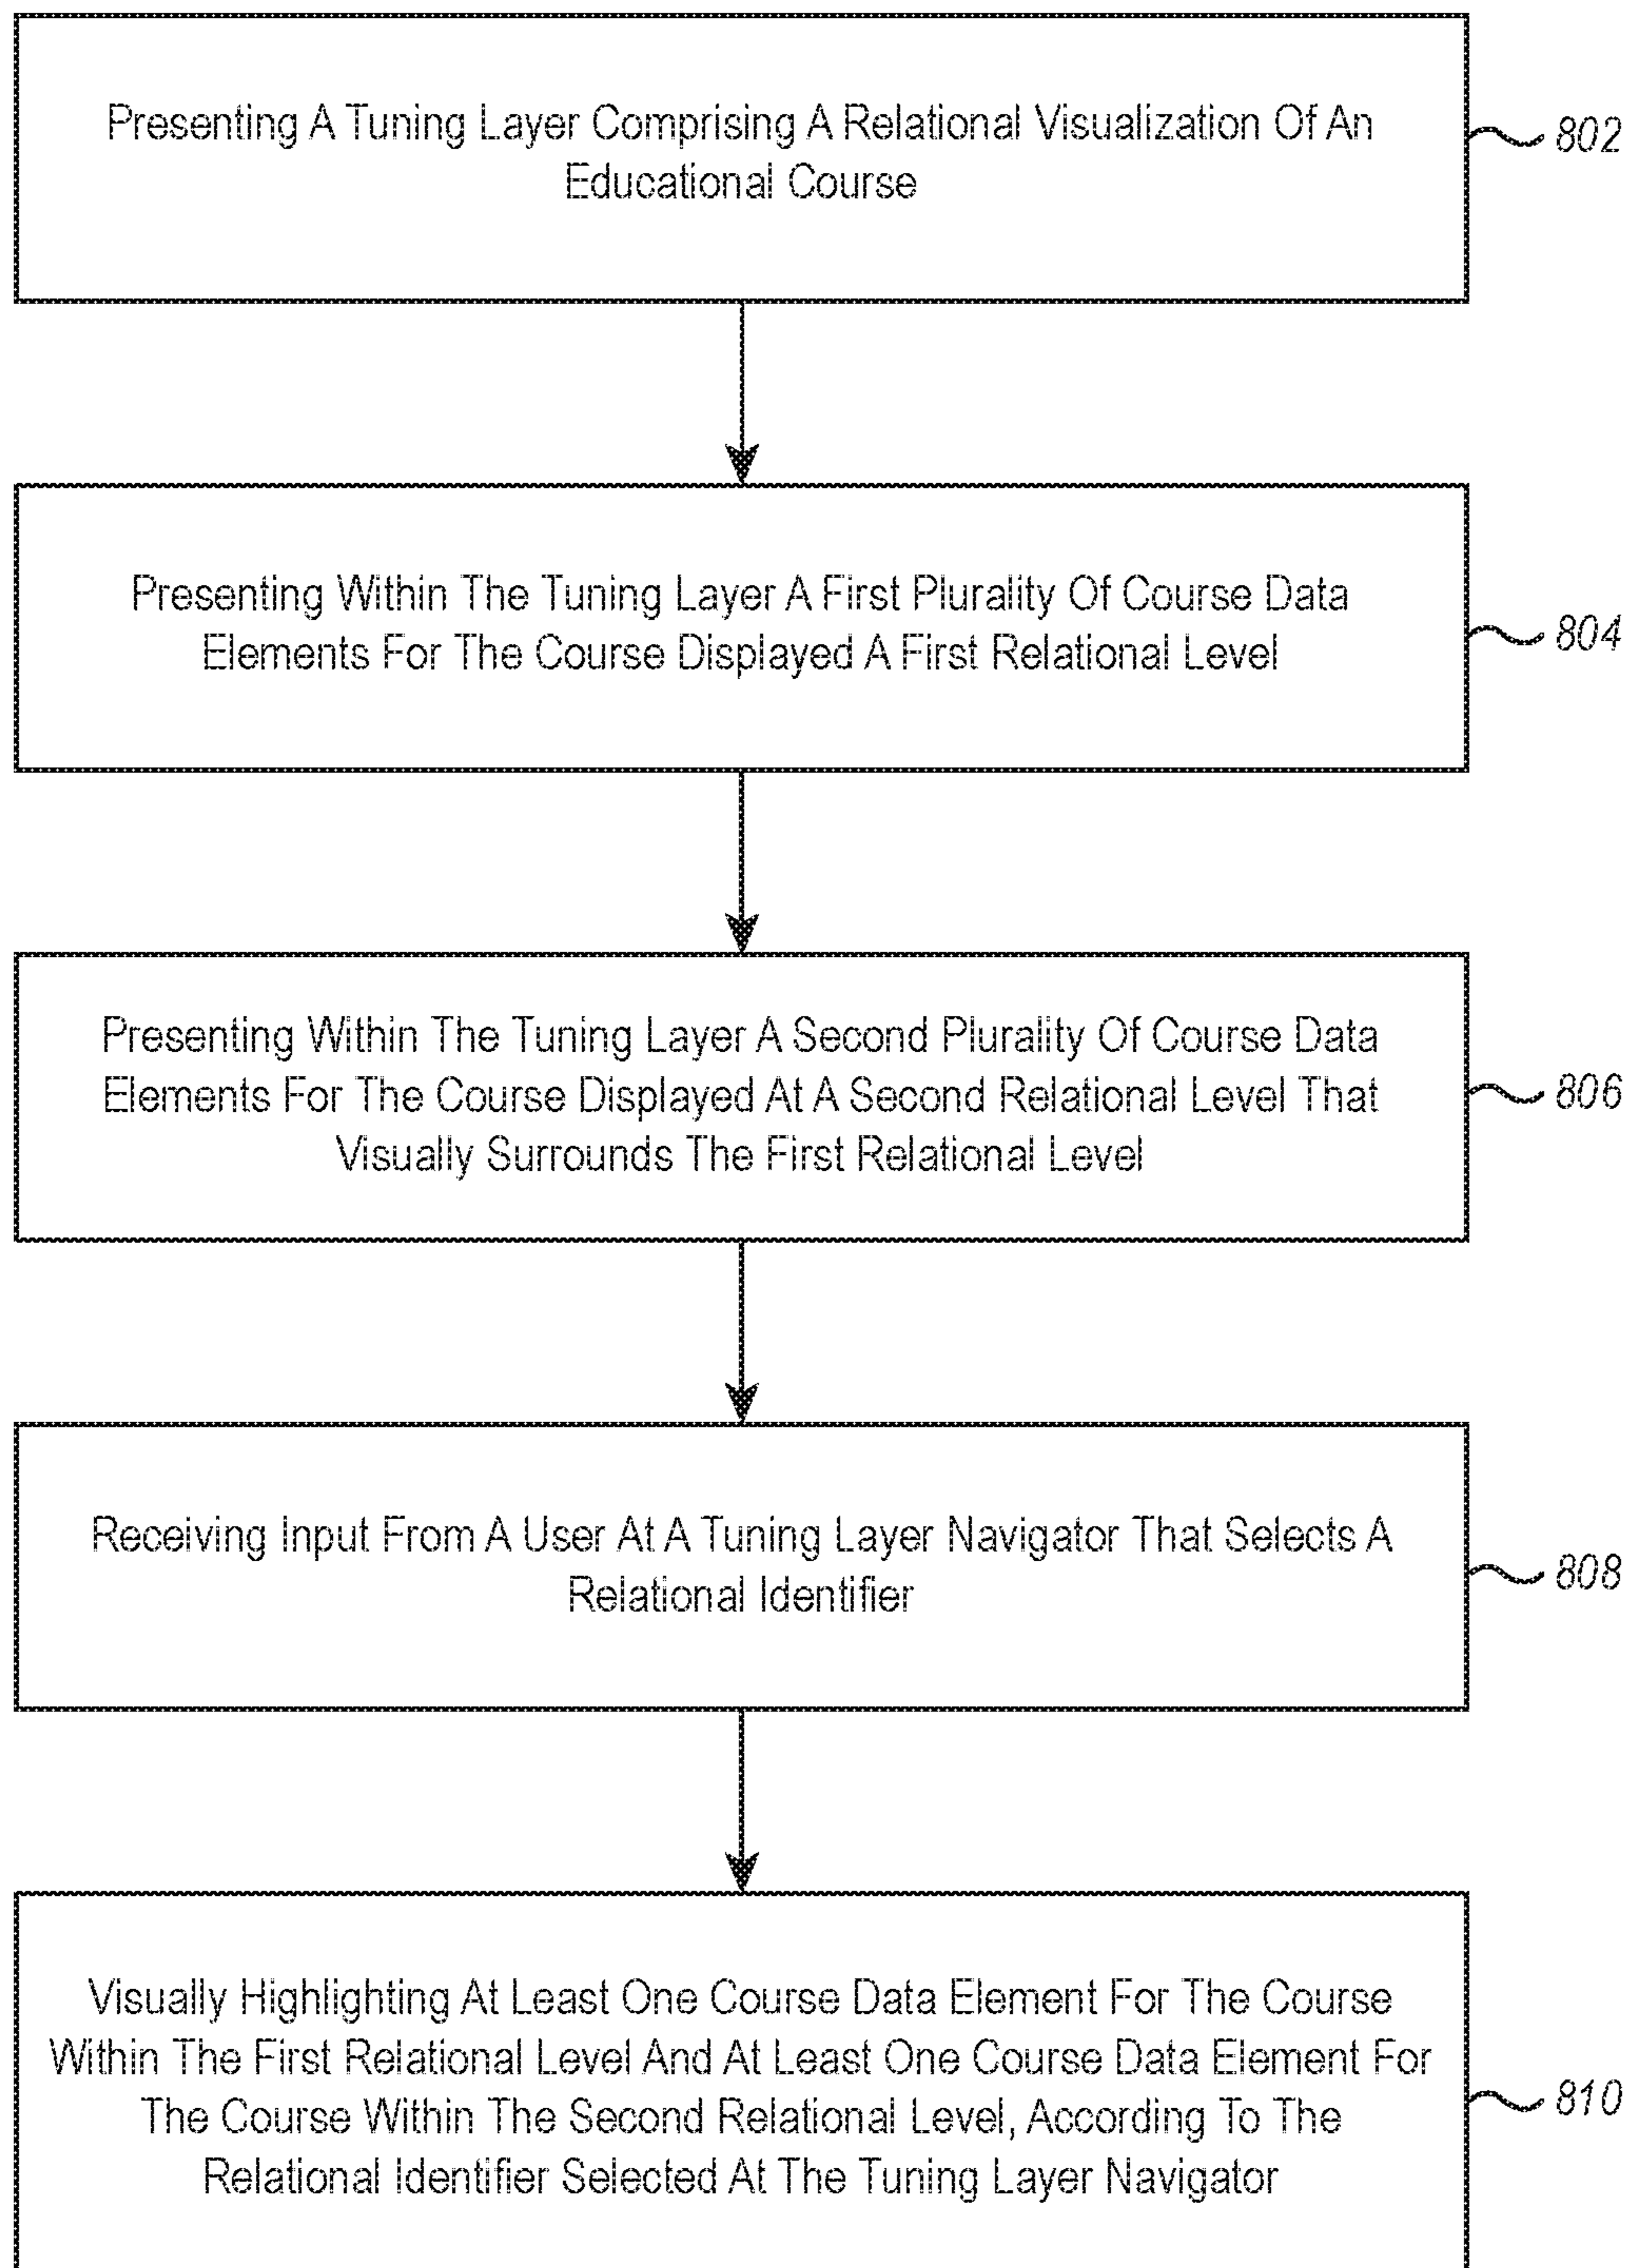 Presenting A Tuning Layer Comprising A Relational Visualization Of An
Educational Course
802
Presenting Within The Tuning Layer A First Plurality Of Course Data
Elements For The Course Displayed A First Relational Level
804
Presenting Within The Tuning Layer A Second Plurality Of Course Data
Elements For The Course Displayed At A Second Relational Level That
Visually Surrounds The First Relational Level
806
Receiving Input From A User At A Tuning Layer Navigator That Selects A
Relational Identifier
808
Visually Highlighting At Least One Course Data Element For The Course
Within The First Relational Level And At Least One Course Data Element For
The Course Within The Second Relational Level, According To The
Relational Identifier Selected At The Tuning Layer Navigator
810